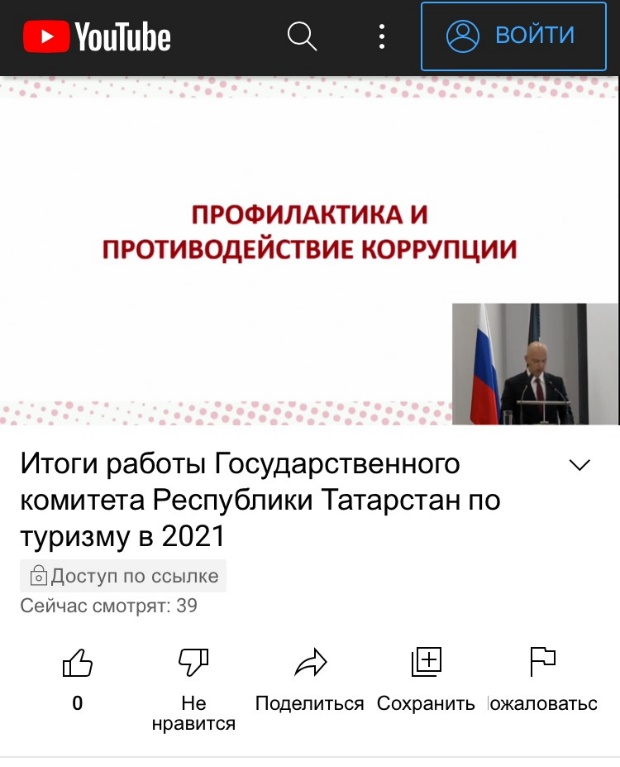 YouTube
ВОЙТИ
ПРОФИЛАКТИКА И
ПРОТИВОДЕЙСТВИЕ КОРРУПЦИИ
Итоги работы Государственного
комитета Республики Татарстан по
туризму в 2021
Доступ по ссылке
Сейчас смотрят: 39
0
Не
нравится
Поделиться
Сохранить
ожаловатьс